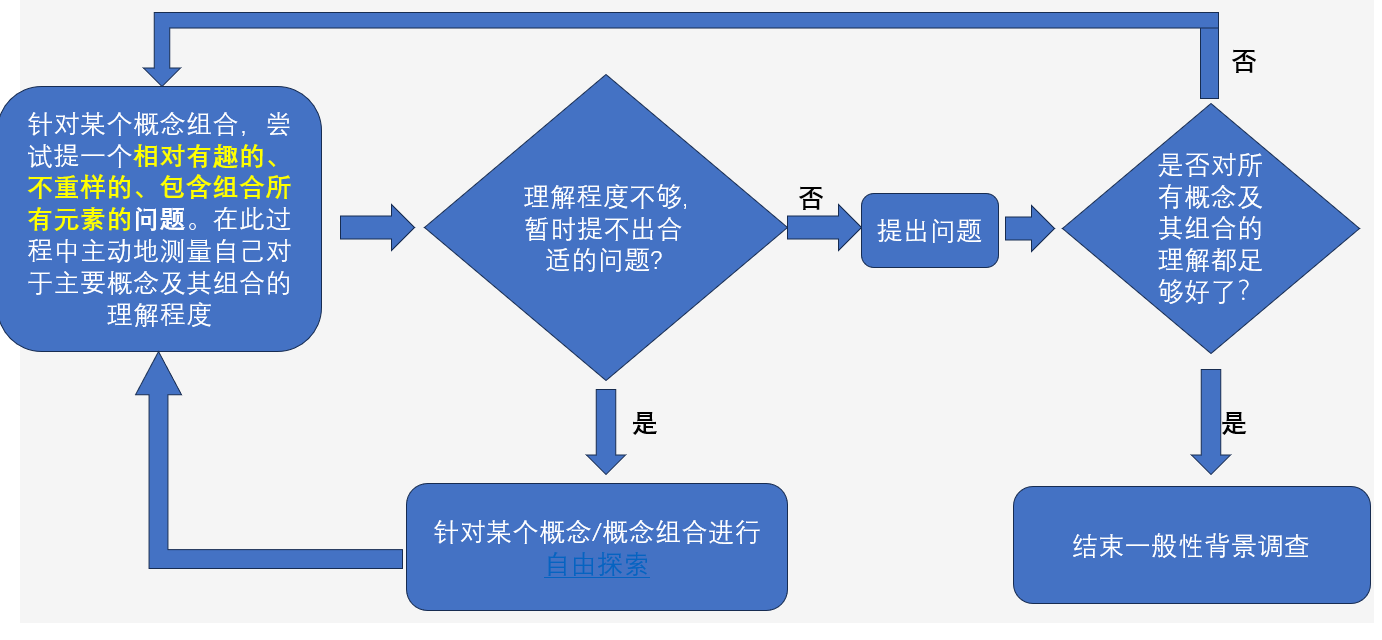 否
针对某个概念组合，尝
试提一个相对有趣的、
不重样的、包含组合所
有元素的问题。在此过
程中主动地测量自己对
于主要概念及其组合的
理解程度
理解程度不够,
暂时提不出合
适的问题?
否
提出问题
是否对所
有概念及
其组合的
理解都足
够好了？
是
是
针对某个概念/概念组合进行
自由探索
结束一般性背景调查